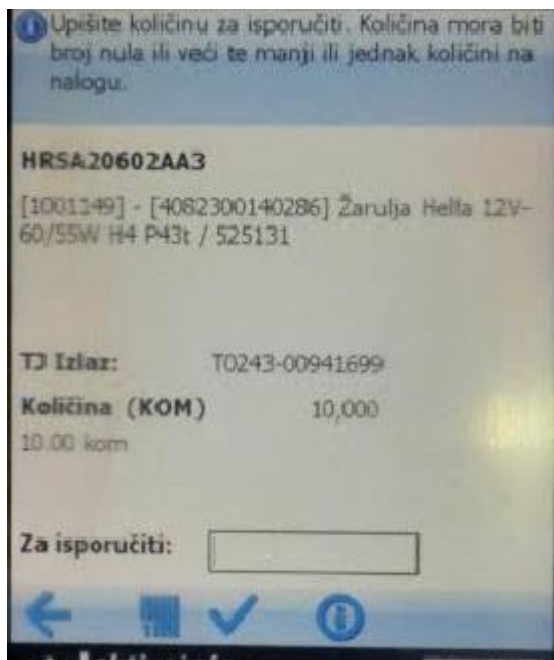 Upišite količinu za isporučiti. Količina mora biti
broj nula ili veći te manji ili jednak količini na
nalogu.
HRSA20602AA3
[1001149] - [4082300140286] Žarulja Hella 12V-
60/55W H4 P43t / 525131
TJ Izlaz: TO243-00941699
Količina (KOM) 10,000
10.00 kom
Za isporučiti: